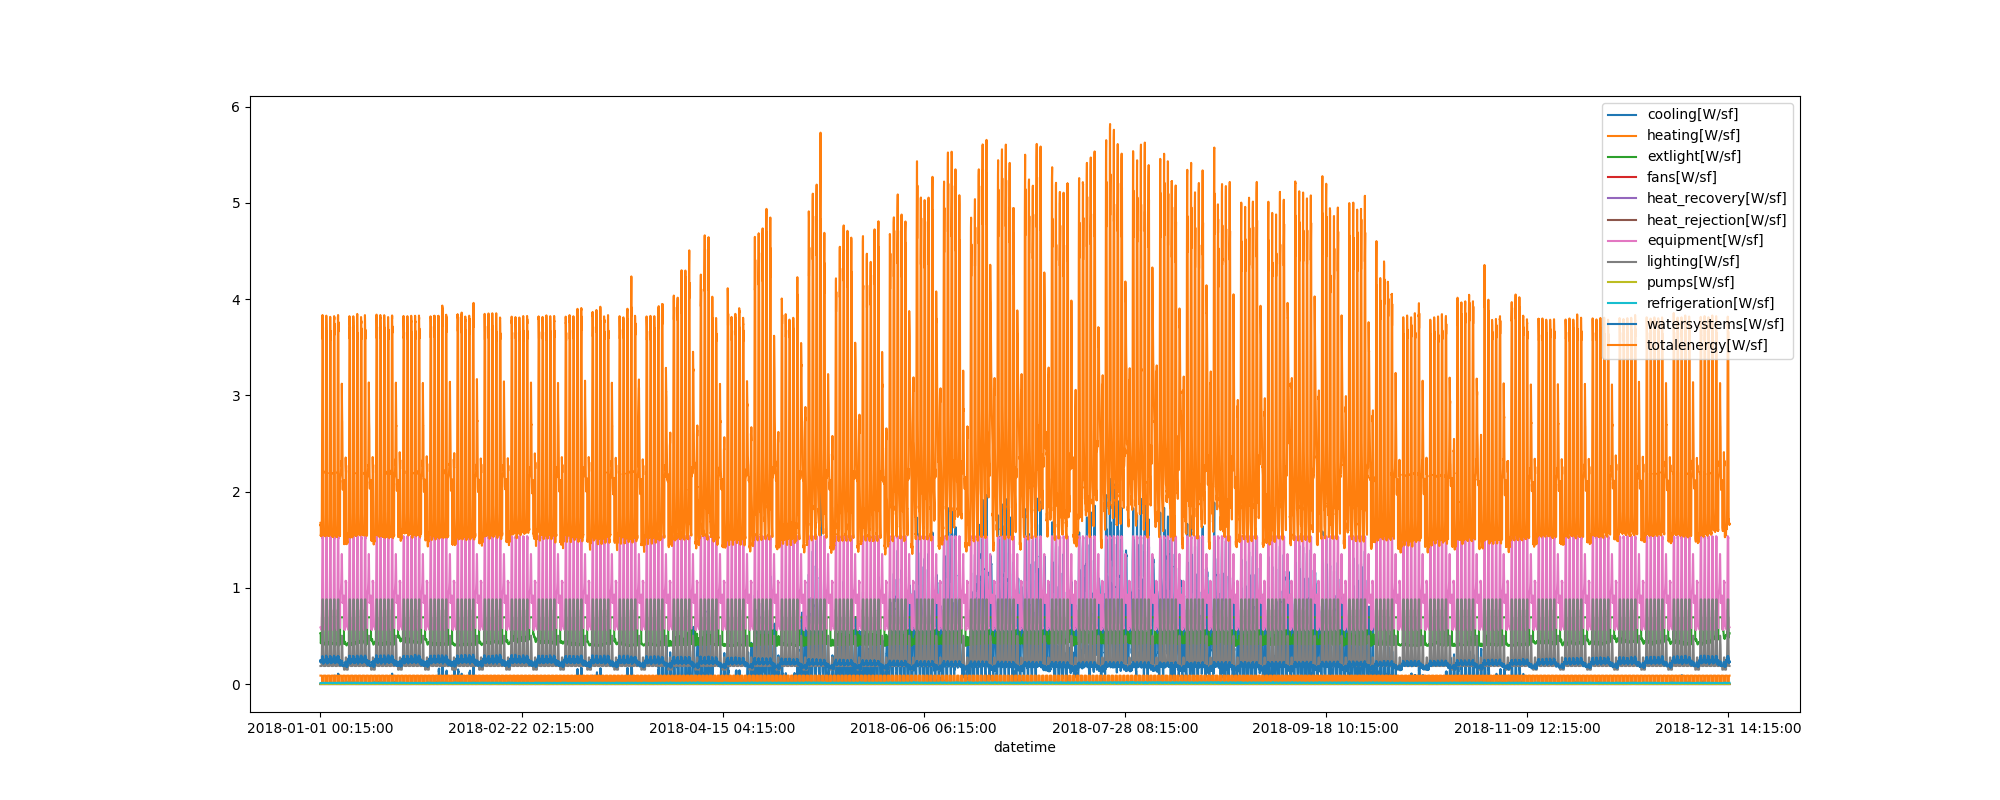 6
5
4
3
2
1
0
cooling[W/sf]
heating[W/sf]
extlight[W/sf]
fans[W/sf]
heat_recovery[W/sf]
heat_rejection[W/sf]
equipment[W/sf]
lighting[W/sf]
pumps[W/sf]
refrigeration[W/sf]
watersystems[W/sf]
totalenergy[W/sf]
2018-01-01 00:15:00 2018-02-22 02:15:00 2018-04-15 04:15:00 2018-06-06 06:15:00 2018-07-28 08:15:00 2018-09-18 10:15:00 2018-11-09 12:15:00 2018-12-31 14:15:00
datetime